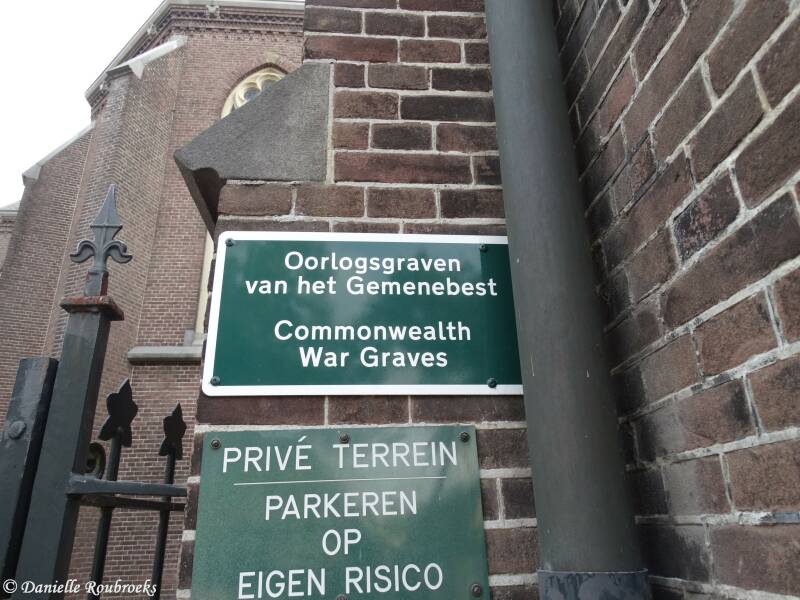 Oorlogsgraven
van het Gemenebest
Commonwealth
War Graves
PRIVÉ TERREIN
PARKEREN
OP
EIGEN RISICO
© Danielle Roubroeks